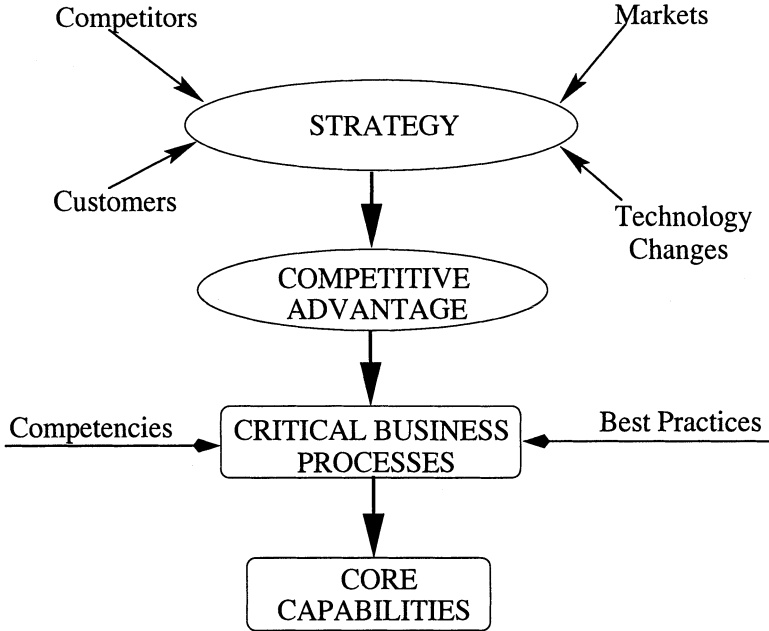 Competitors
Markets
STRATEGY
Customers
Technology
Changes
COMPETITIVE
ADVANTAGE
Competencies
Best Practices
CRITICAL BUSINESS
PROCESSES
CORE
CAPABILITIES